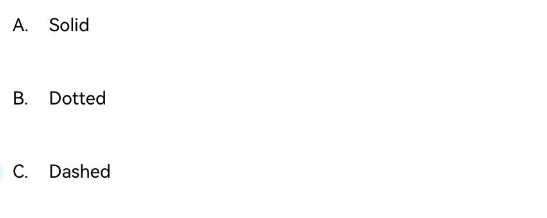 A. Solid
B. Dotted
C. Dashed